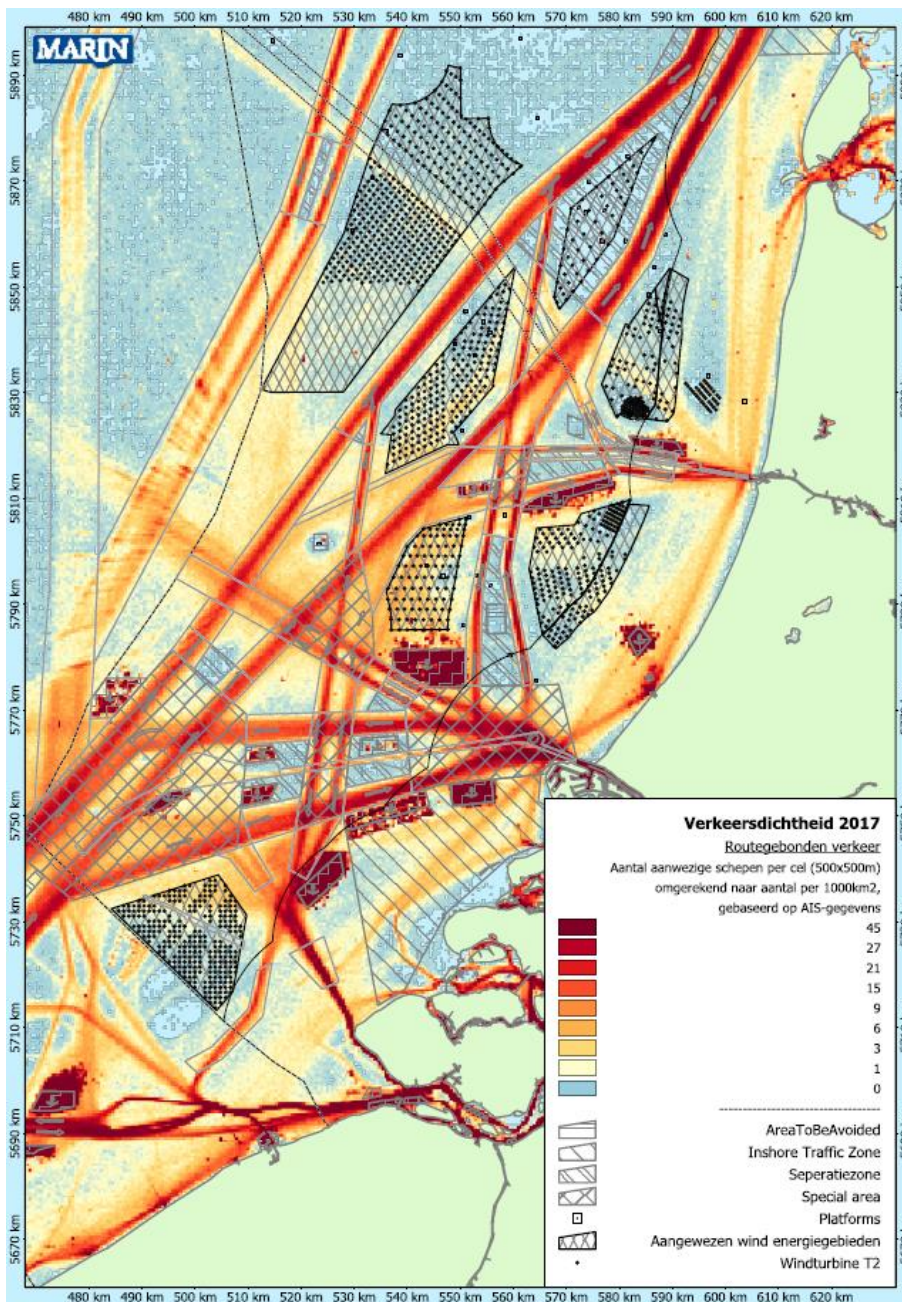 480 km 490 km 500 km 510 km 520 km 530 km 540 km 550 km 560 km 570 km 580 km 590 km 600 km 610 km 620 km
MARIN
5890 km
5870 km
5850 km
5830 km
5810 km
5790 km
5770 km
5750 km
5730 km
5710 km
5690 km
5670 km
Verkeersdichtheid 2017
Routegebonden verkeer
Aantal aanwezige schepen per cel (500x500m)
omgerekend naar aantal per 1000km2,
gebaseerd op AIS-gegevens
45
27
21
15
9
6
3
1
0
AreaToBeAvoided
Inshore Traffic Zone
Seperatiezone
Special area
Platforms
Aangewezen wind energiegebieden
Windturbine T2
480 km 490 km 500 km 510 km 520 km 530 km 540 km 550 km 560 km 570 km 580 km 590 km 600 km 610 km 620 km